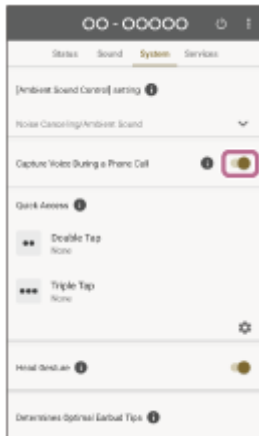 OO-OOOOO
Status Sound System Services
[Ambient Sound Control] setting
Noise Canceling/Ambient Sound
Capture Voice During a Phone Call
Quick Access
Double Tap
None
Triple Tap
None
Head Gesture
Determines Optimal Earbud Tips